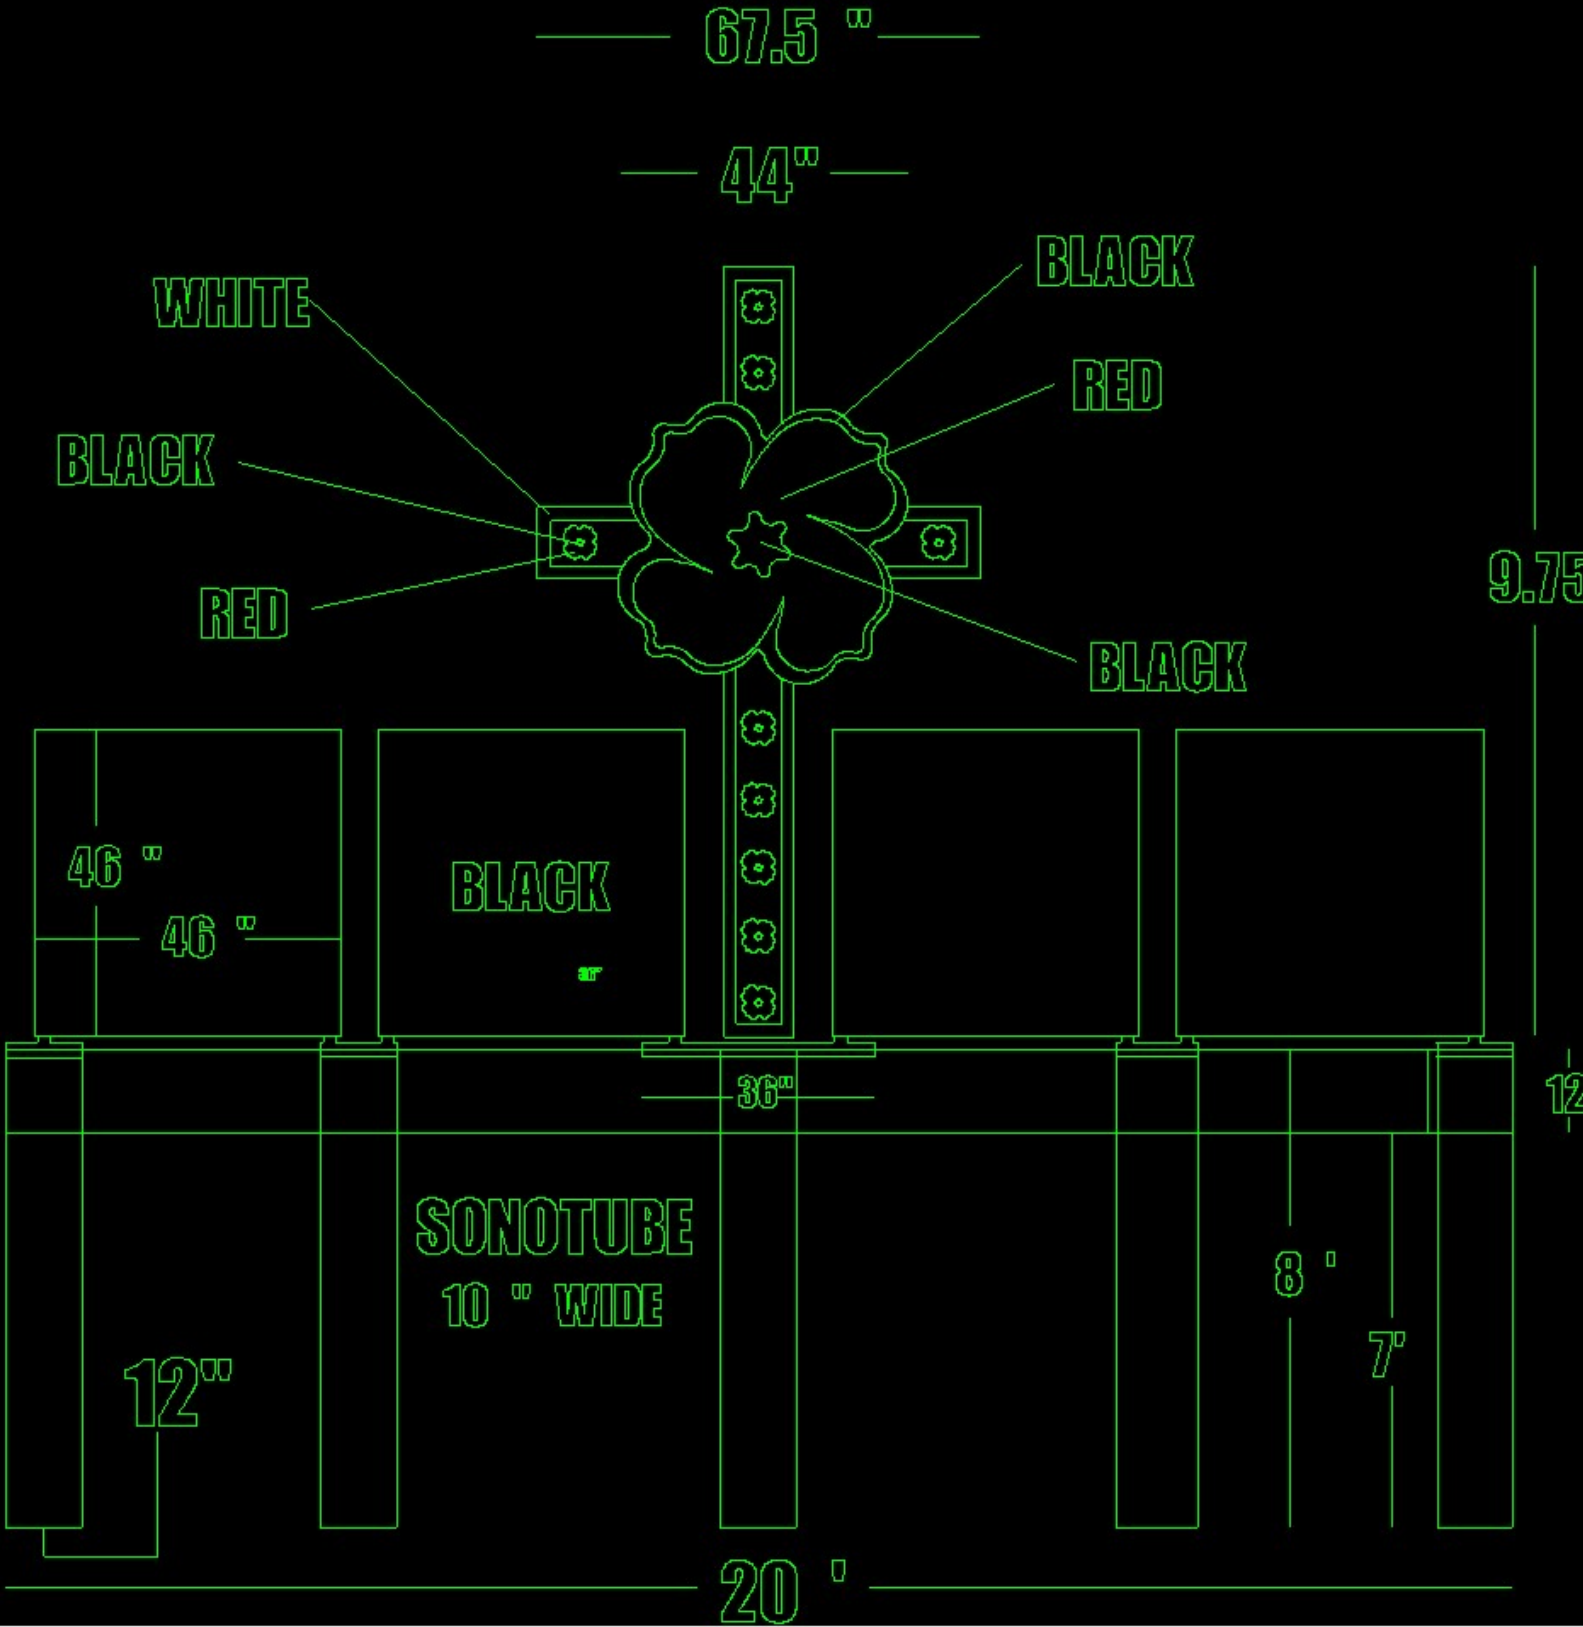 67.5 "
44"
BLACK
WHITE
RED
BLACK
RED
BLACK
9.75
46 "
BLACK
46 "
36"
12
SONOTUBE
10 " WIDE
8 '
7'
12"
20 '